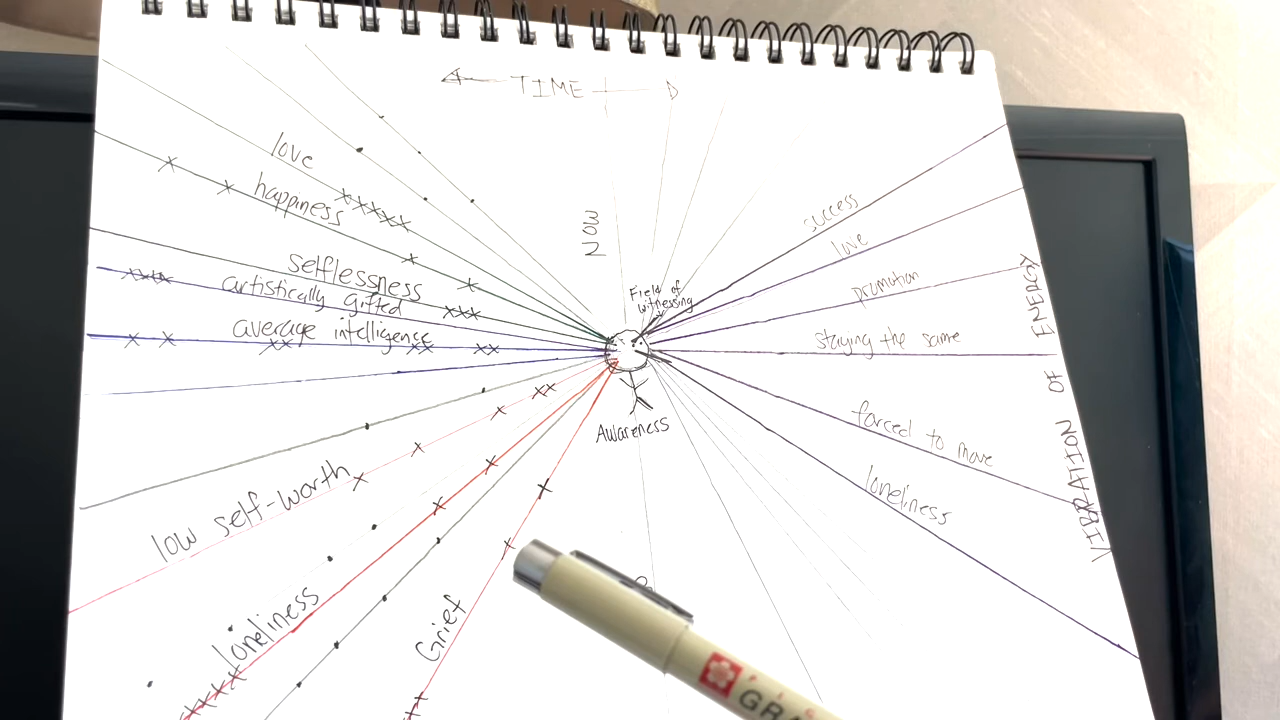 TIME
NOW
love
happiness
selflessness
artistically gifted
average intelligence
low self-worth
loneliness
Grief
Field of
witnessing
Awareness
success
love
promotion
staying the same
forced to move
loneliness
VIBRATION OF ENERGY